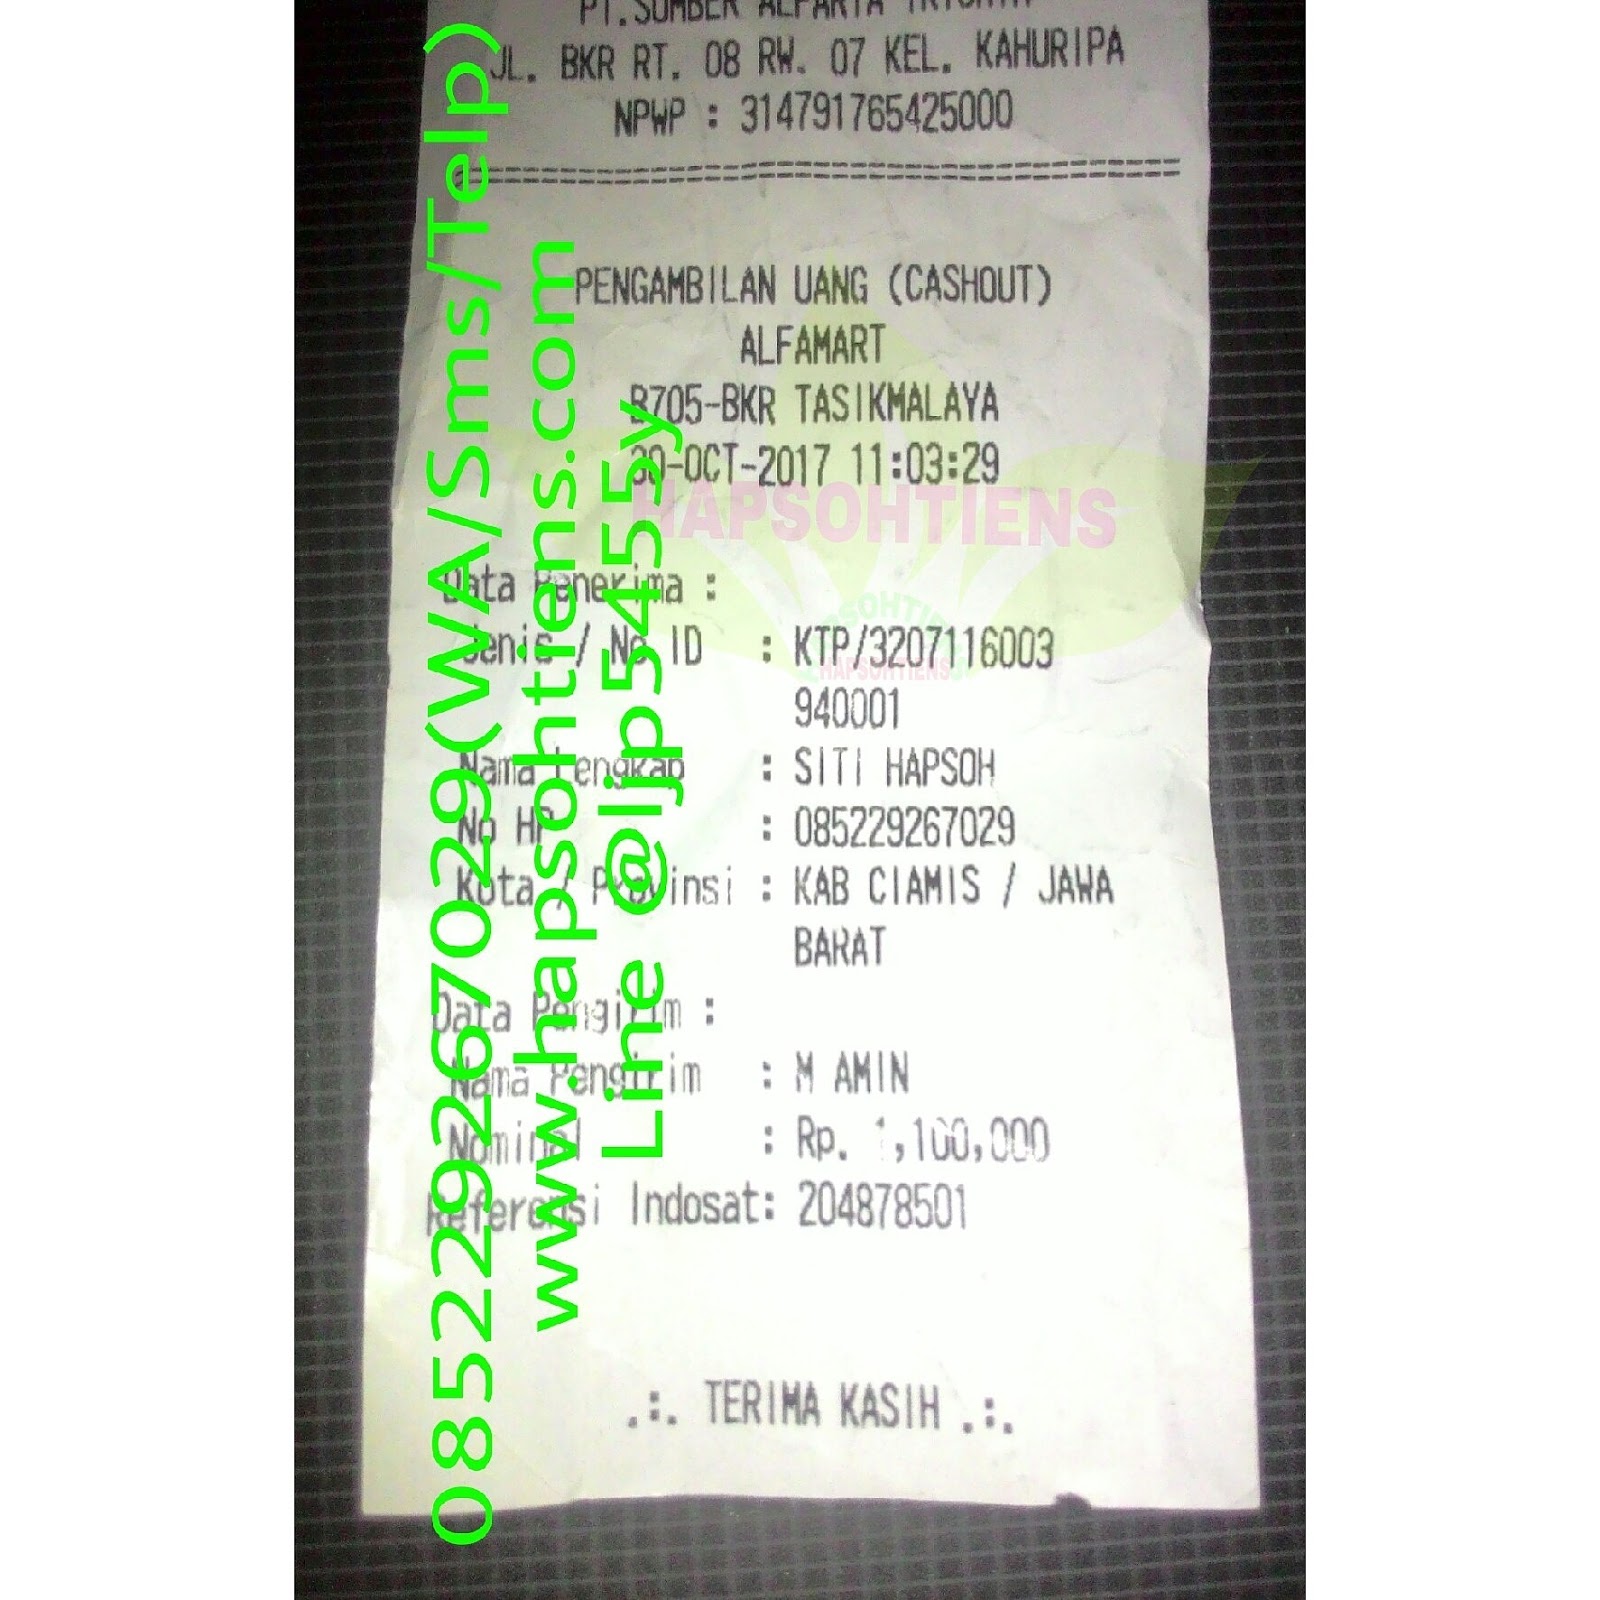 PT.SUMBER ALFARIA TRIJAYA
JL. BKR RT. 08 RW. 07 KEL. KAHURIPA
NPWP : 314791765425000
PENGAMBILAN UANG (CASHOUT)
ALFAMART
B705-BKR TASIKMALAYA
30-OCT-2017 11:03:29
HAPSOHTIENS
Data Penerima :
Jenis / No ID : KTP/3207116003
HAPSOHTIENS
940001
Nama Lengkap : SITI HAPSOH
No HP : 085229267029
Kota / Provinsi : KAB CIAMIS / JAWA
BARAT
Data Pengirim :
Nama Pengirim : M AMIN
Nominal : Rp. 1,100,000
Referensi Indosat: 204878501
.:. TERIMA KASIH .:.
085229267029(WA/Sms/Telp)
www.hapsohtiens.com
Line @ljp5455y